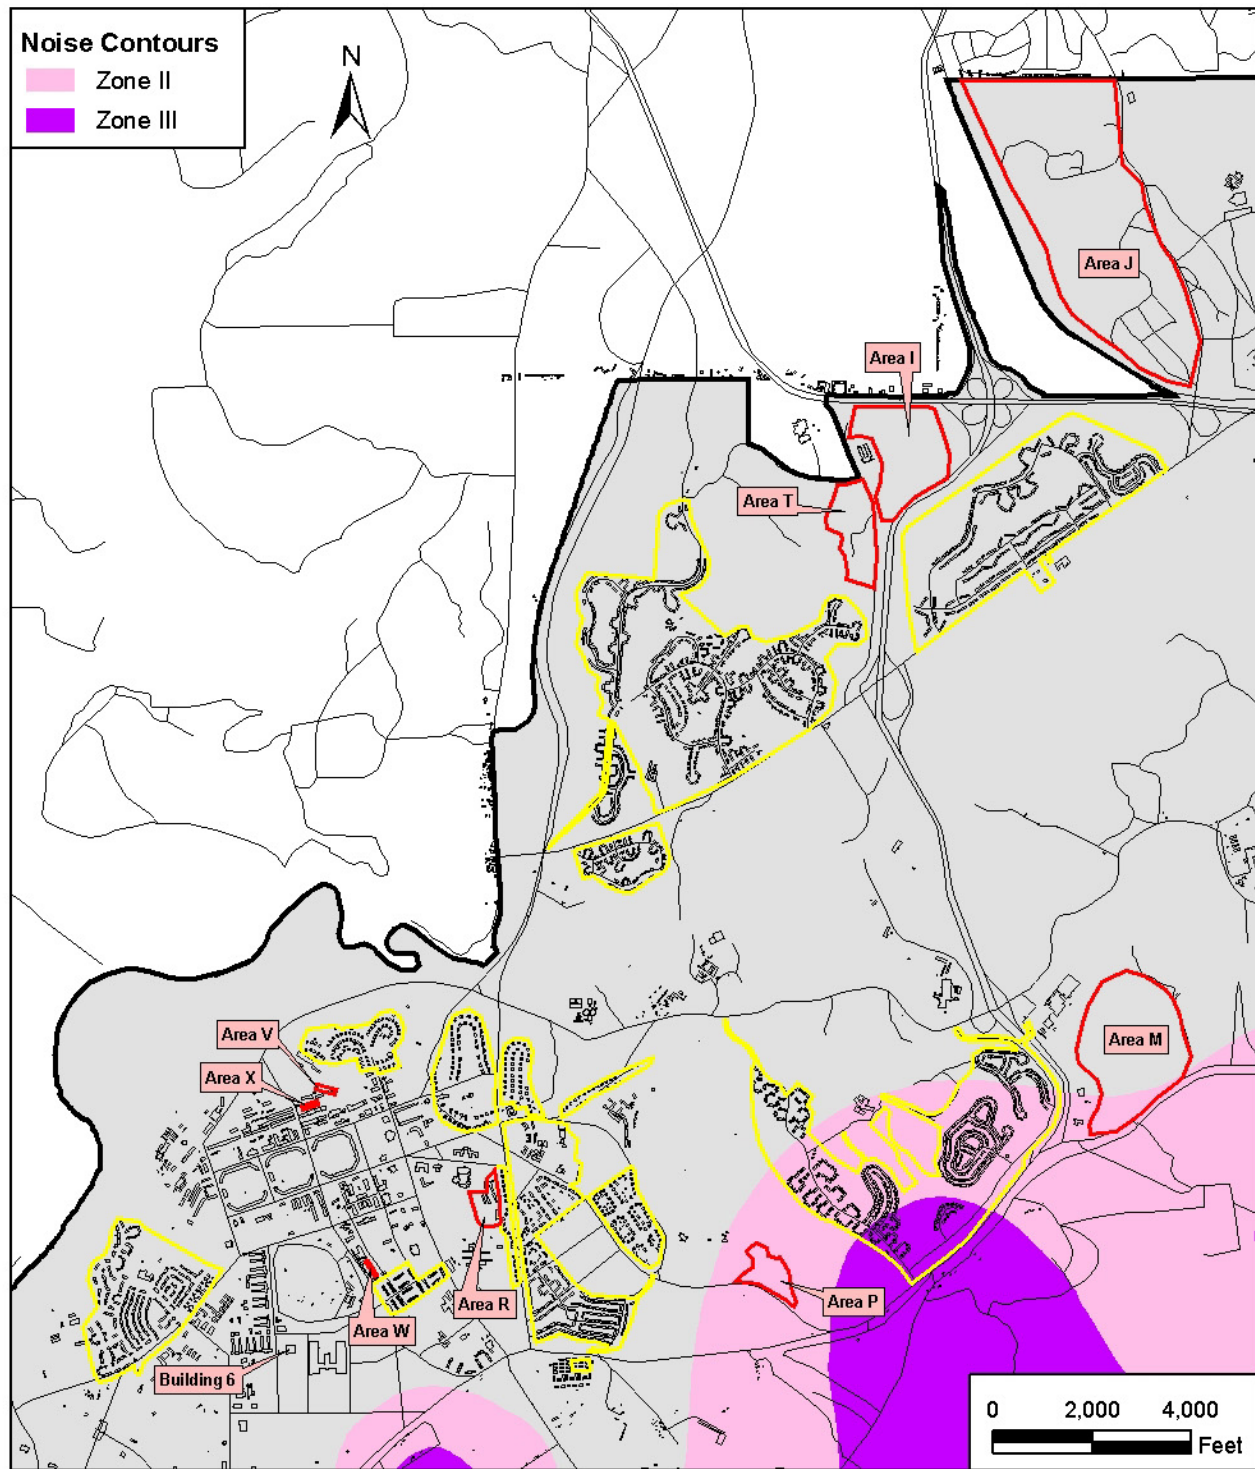 Noise Contours
Zone II
Zone III
N
Area J
Area I
Area T
Area M
Area V
Area X
Area R
Area P
Area W
Building 6
0 2,000 4,000
Feet